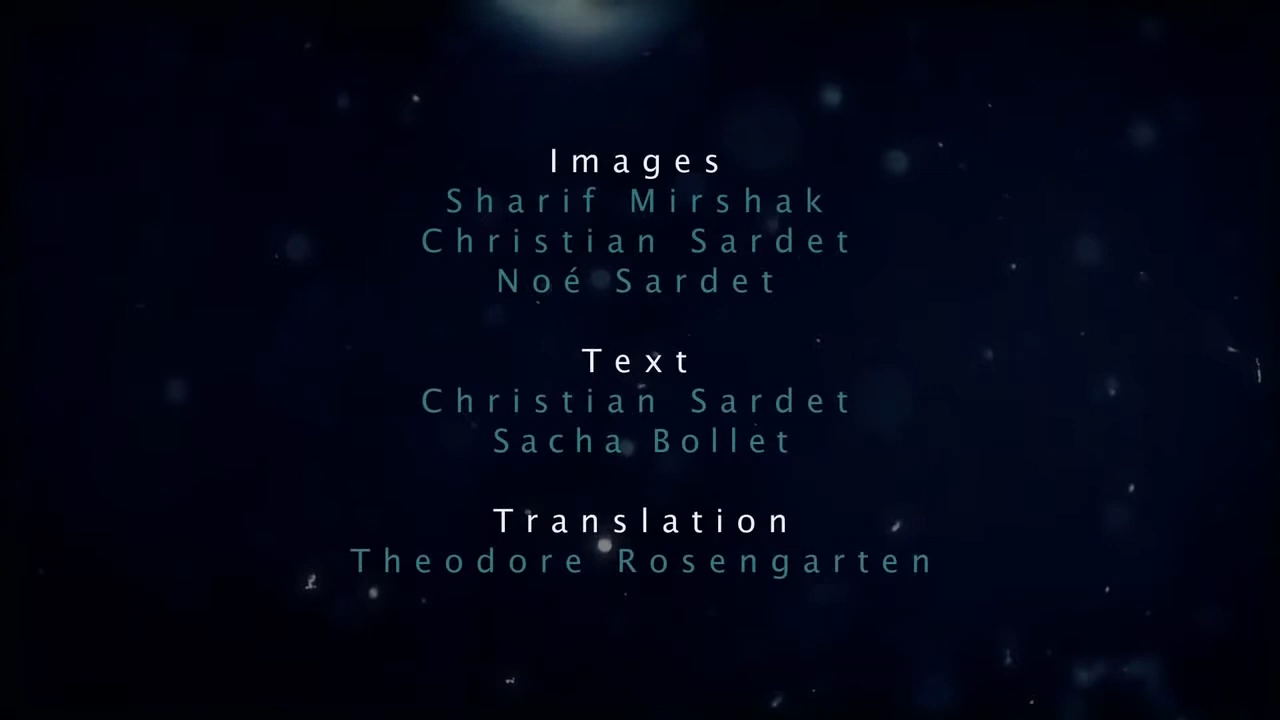 Images
Sharif Mirshak
Christian Sardet
Noé Sardet
Text
Christian Sardet
Sacha Bollet
Translation
Theodore Rosengarten